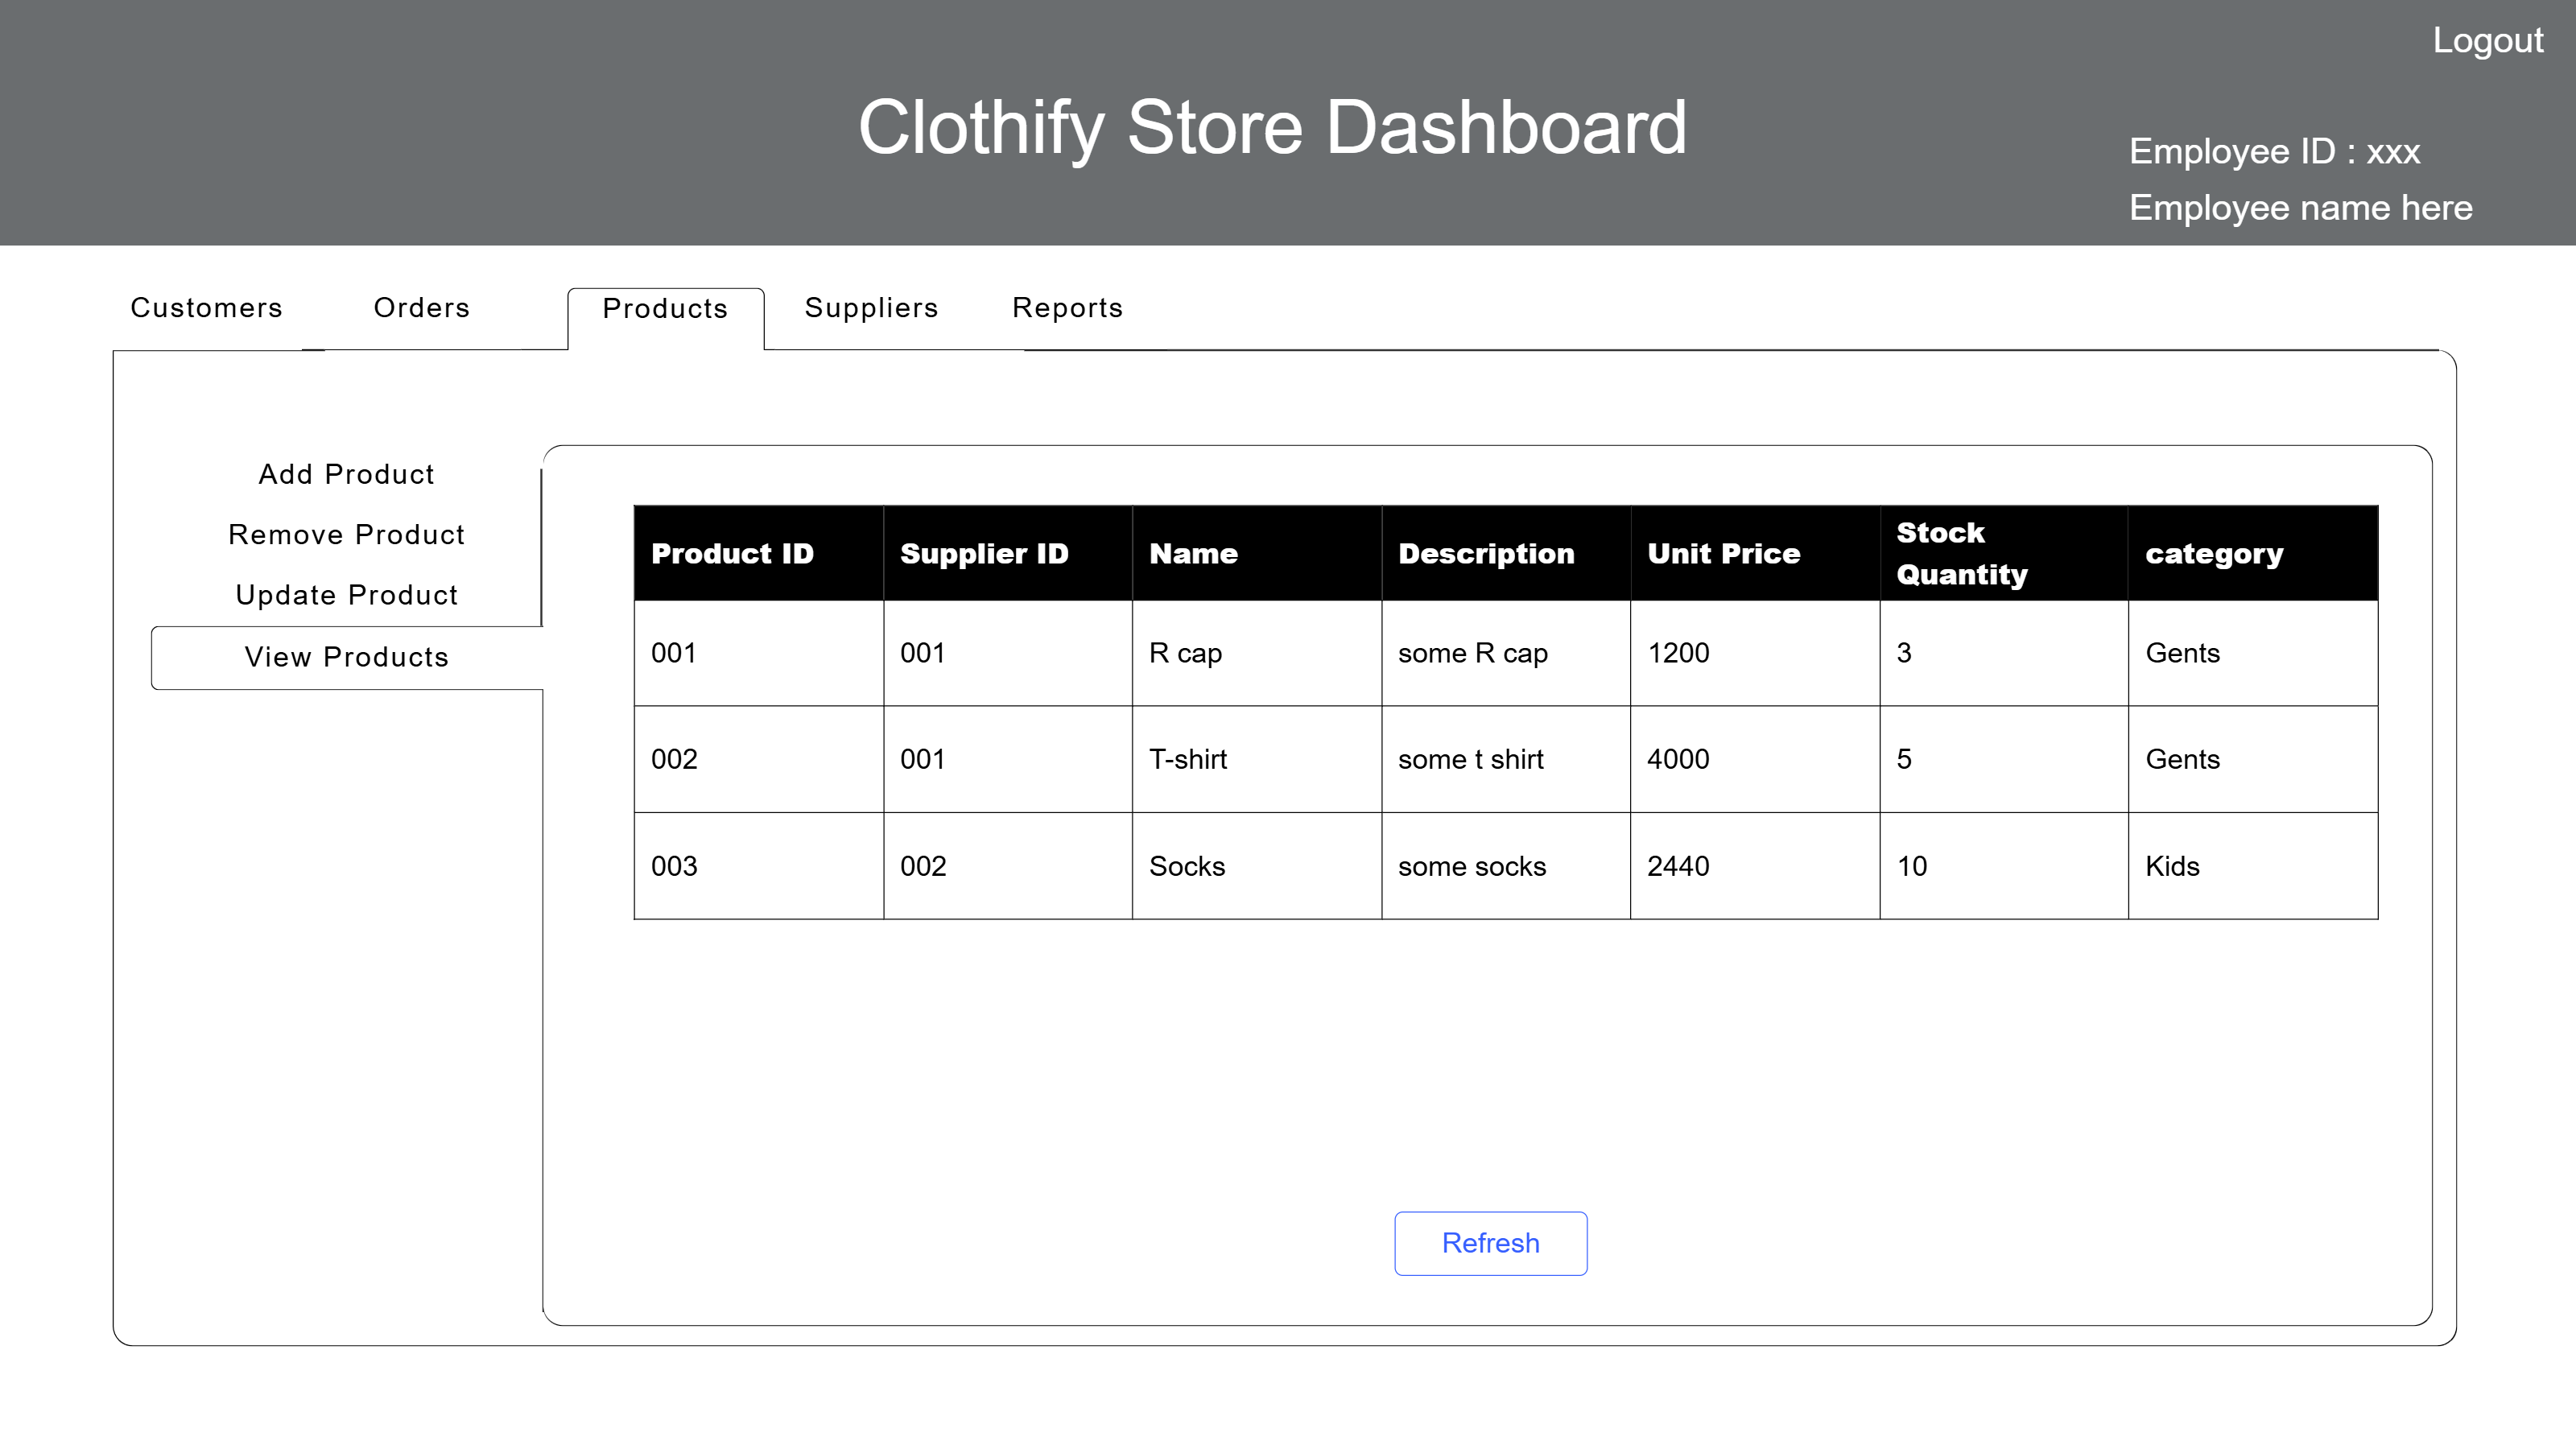 Logout
Clothify Store Dashboard
Employee ID : xxx
Employee name here
Customers Orders Products Suppliers Reports
Add Product
Remove Product
Update Product
View Products
Product ID Supplier ID Name Description Unit Price Stock Quantity category
001 001 R cap some R cap 1200 3 Gents
002 001 T-shirt some t shirt 4000 5 Gents
003 002 Socks some socks 2440 10 Kids
Refresh